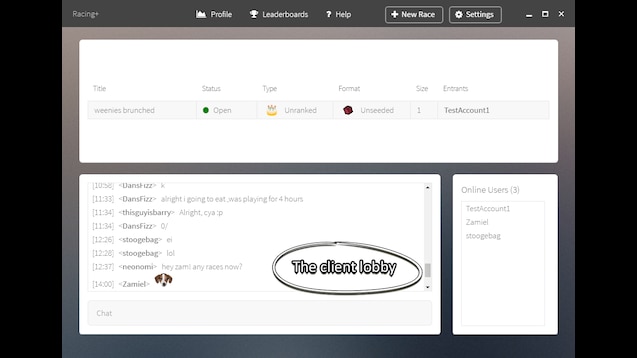 Racing+ Profile Leaderboards ? Help + New Race Settings
Title Status Type Format Size Entrants
weenies brunched Open Unranked Unseeded 1 TestAccount1
[10:58] <DansFizz> k
[11:33] <DansFizz> alright i going to eat ,was playing for 4 hours
[11:34] <thisguyisbarry> Alright, cya :p
[11:34] <DansFizz> 0/
[12:26] <stoogebag> ei
[12:28] <stoogebag> lol
[12:37] <neonomi> hey zami any races now?
[14:00] <Zamiel>
The client lobby
Chat
Online Users (3)
TestAccount1
Zamiel
stoogebag